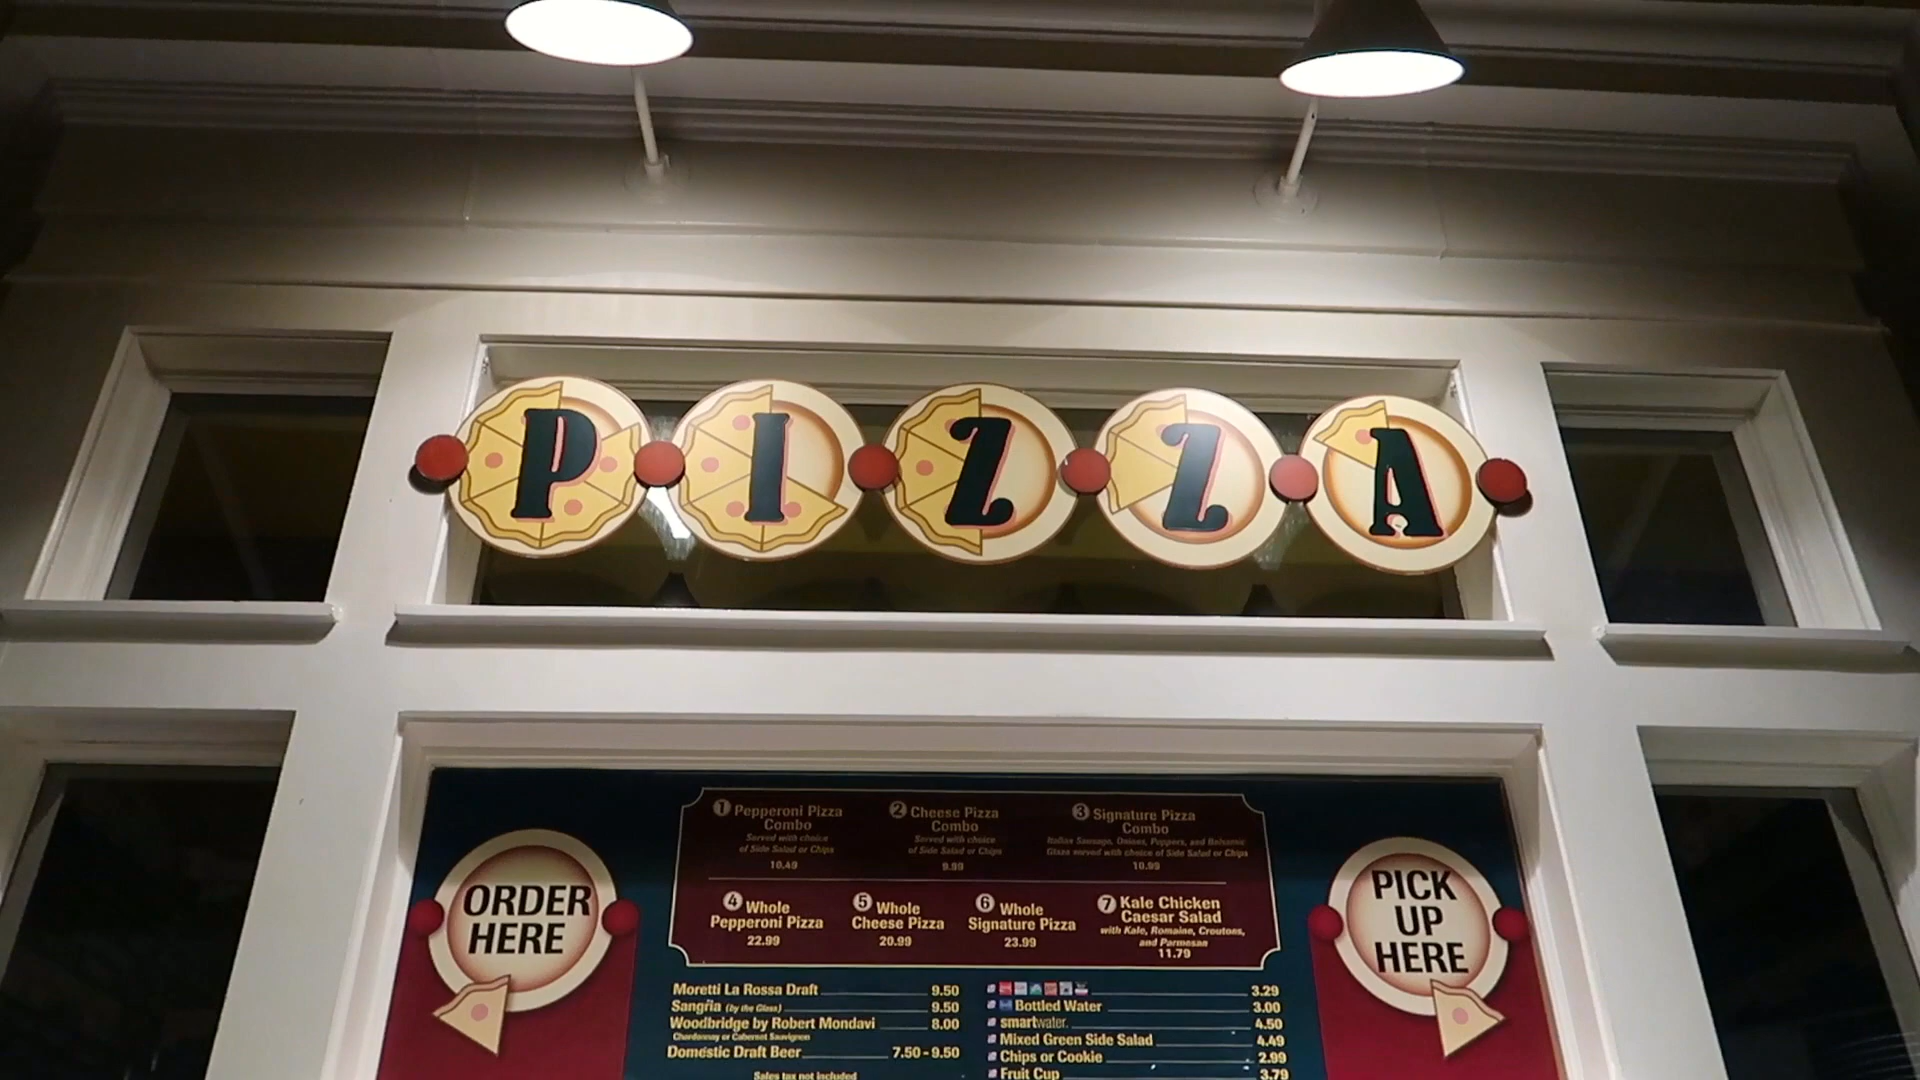 PIZZA
ORDER
HERE
1 Pepperoni Pizza
Combo
Served with choice
of Side Salad or Chips
10.49
2 Cheese Pizza
Combo
Served with choice
of Side Salad or Chips
9.99
3 Signature Pizza
Combo
Italian Sausage, Onions, Peppers, and Balsamic
Glaze served with choice of Side Salad or Chips
10.99
4 Whole
Pepperoni Pizza
22.99
5 Whole
Cheese Pizza
20.99
6 Whole
Signature Pizza
23.99
7 Kale Chicken
Caesar Salad
with Kale, Romaine, Croutons,
and Parmesan
11.79
Moretti La Rossa Draft 9.50
Sangria (by the Glass) 9.50
Woodbridge by Robert Mondavi 8.00
Chardonnay or Cabernet Sauvignon
Domestic Draft Beer 7.50 - 9.50
Sales tax not included
3.29
Bottled Water 3.00
smartwater. 4.50
Mixed Green Side Salad 4.49
Chips or Cookie 2.99
Fruit Cup 3.79
PICK
UP
HERE